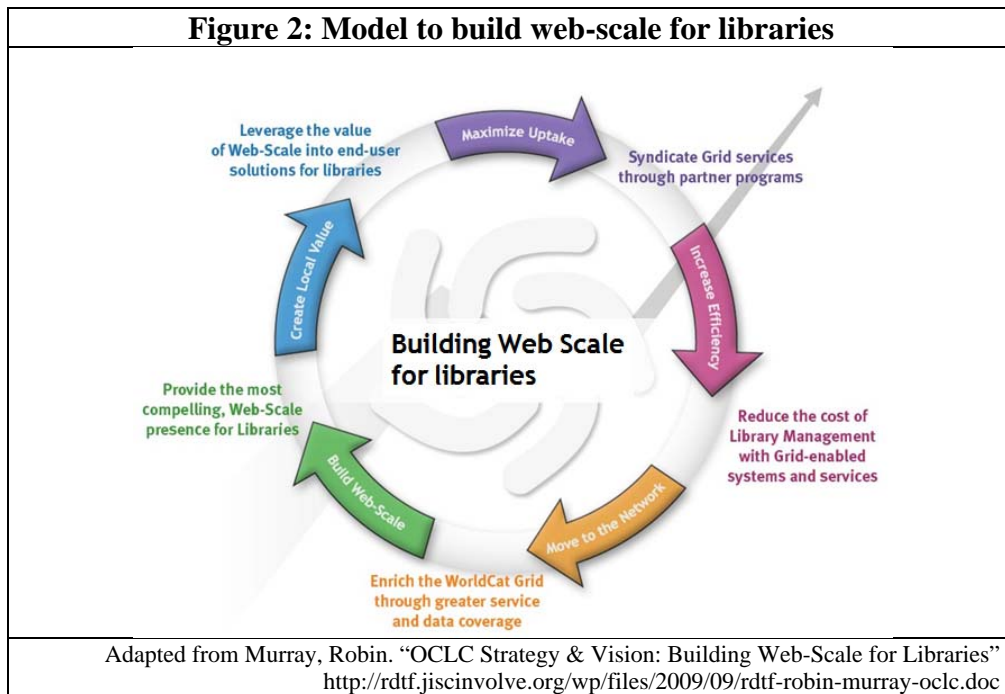 Figure 2: Model to build web-scale for libraries
Leverage the value
of Web-Scale into end-user
solutions for libraries
Maximize Uptake
Syndicate Grid services
through partner programs
Increase Efficiency
Reduce the cost of
Library Management
with Grid-enabled
systems and services
Move to the Network
Enrich the WorldCat Grid
through greater service
and data coverage
Build Web-Scale
Provide the most
compelling, Web-Scale
presence for Libraries
Create Local Value
Building Web Scale
for libraries
Adapted from Murray, Robin. “OCLC Strategy & Vision: Building Web-Scale for Libraries”
http://rdtf.jiscinvolve.org/wp/files/2009/09/rdtf-robin-murray-oclc.doc